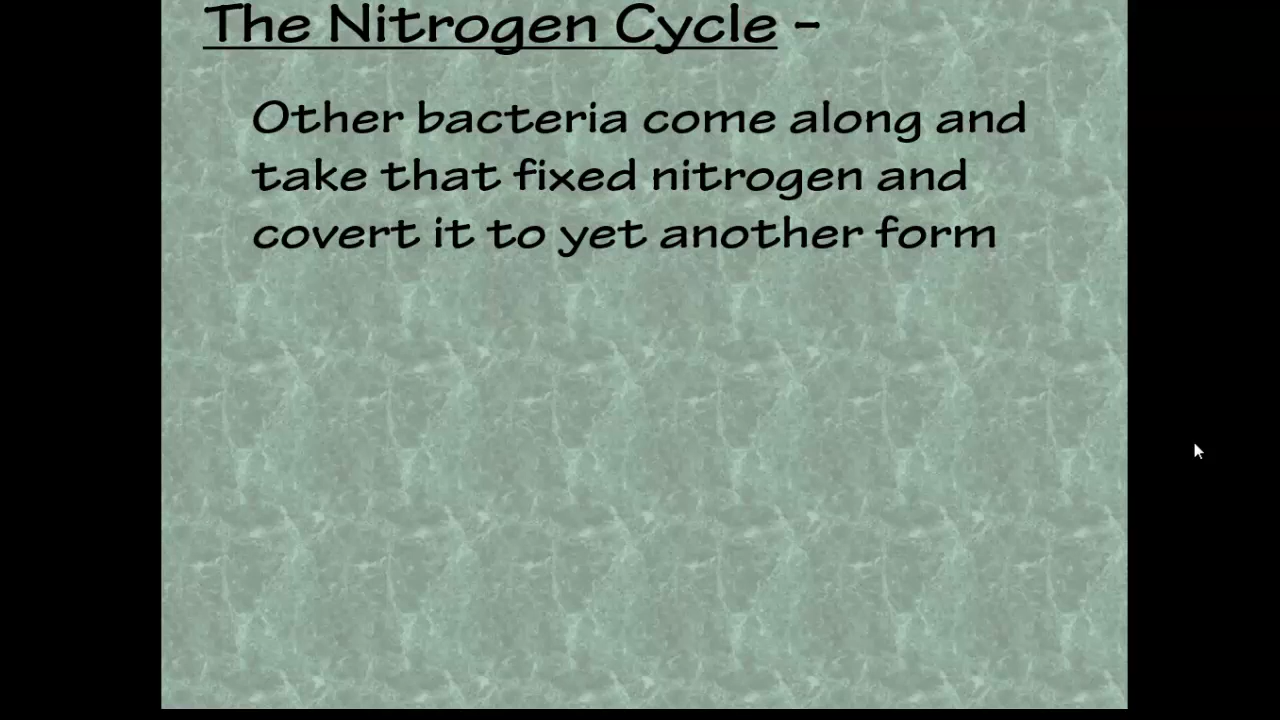 The Nitrogen Cycle –
Other bacteria come along and
take that fixed nitrogen and
covert it to yet another form